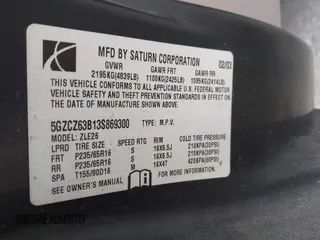 MFD BY SATURN CORPORATION 02/03
GVWR GAWR FRT GAWR RR
2195KG(4839LB) 1100KG(2425LB) 1095KG(2414LB)
THIS VEHICLE CONFORMS TO ALL APPLICABLE U.S. FEDERAL MOTOR
VEHICLE SAFETY AND THEFT PREVENTION STANDARDS
IN EFFECT ON THE DATE OF MANUFACTURE SHOWN ABOVE.
5GZCZ63B13S869300 TYPE: M.P.V.
MODEL: ZLE26
LPRD TIRE SIZE SPEED RTG RIM COLD TIRE PRESSURE
FRT P235/65R16 S 16X6.5J 210KPA(30PSI)
RR P235/65R16 S 16X6.5J 210KPA(30PSI)
SPA T155/90D16 M 16X4T 420KPA(60PSI)
SEE OWNER'S MANUAL